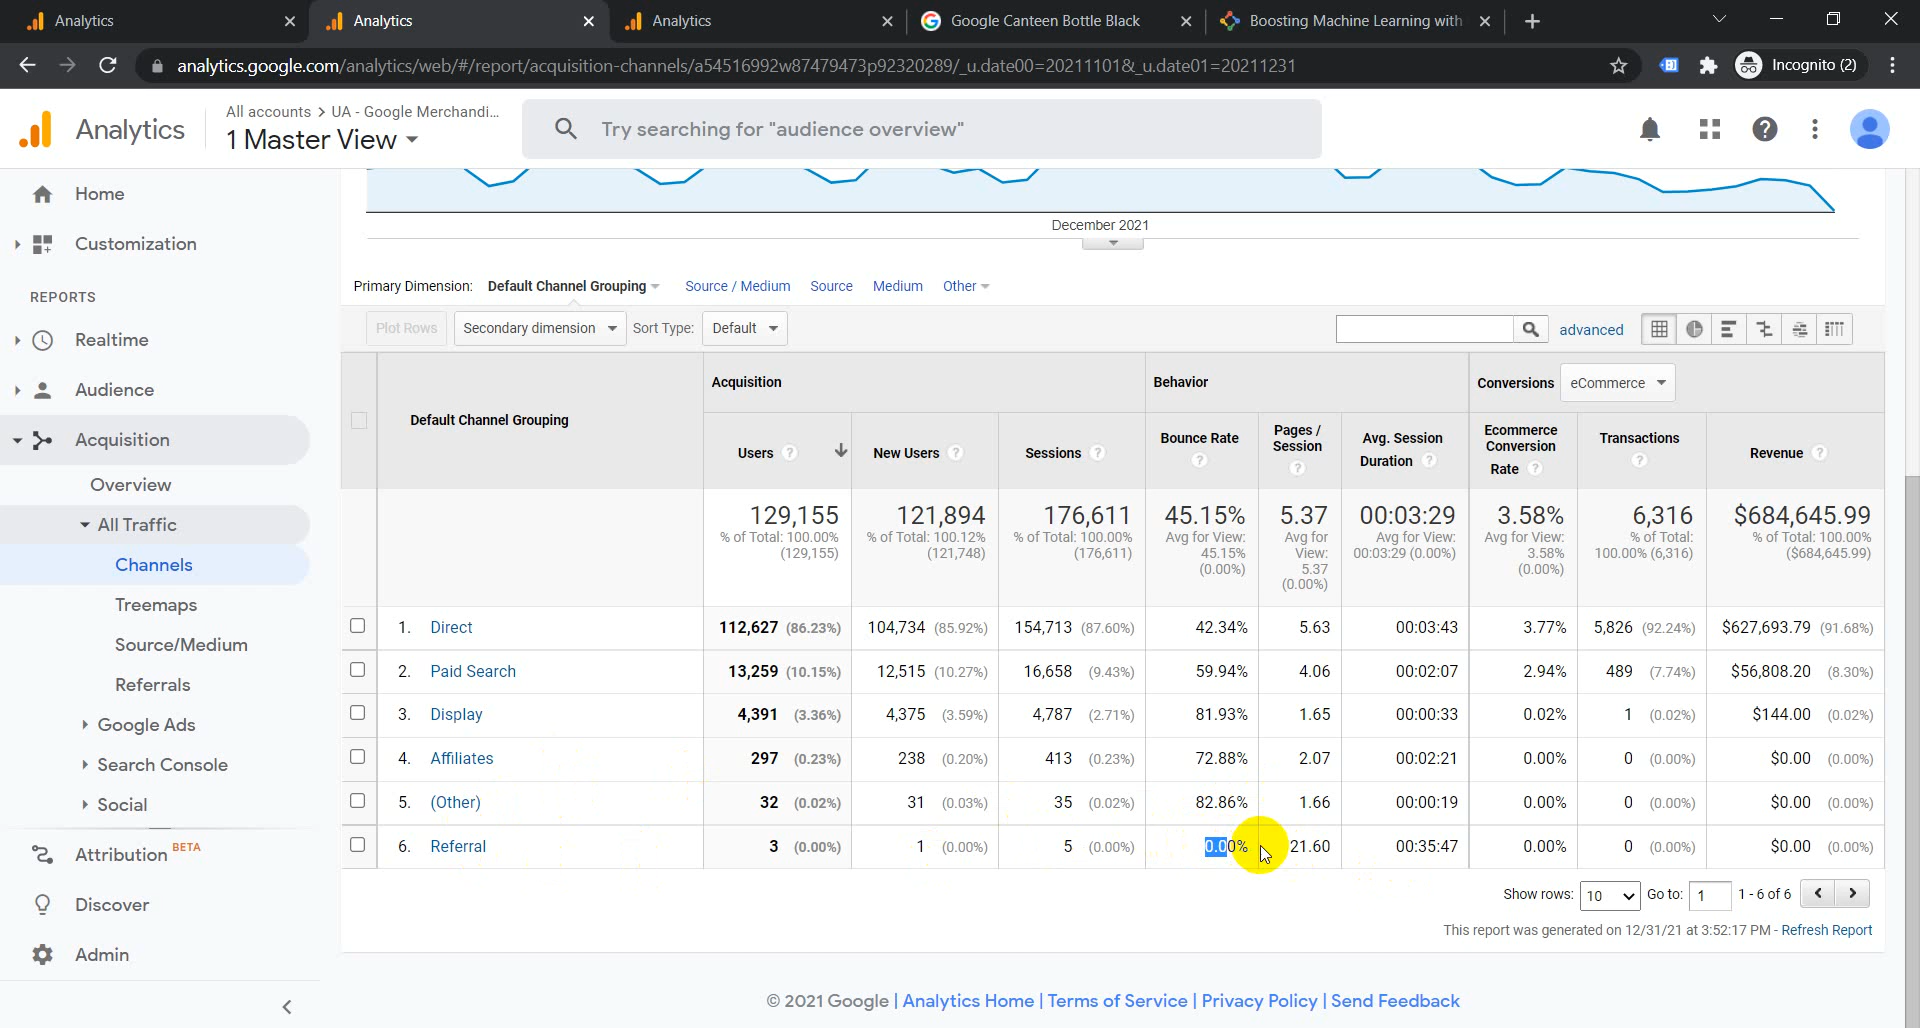 Analytics
Analytics
Analytics
Google Canteen Bottle Black
Boosting Machine Learning with
analytics.google.com/analytics/web/#/report/acquisition-channels/a54516992w87479473p92320289/_u.date00=20211101&_u.date01=20211231
Incognito (2)
Analytics
All accounts > UA - Google Merchandi...
1 Master View
Try searching for "audience overview"
Home
Customization
REPORTS
Realtime
Audience
Acquisition
Overview
All Traffic
Channels
Treemaps
Source/Medium
Referrals
Google Ads
Search Console
Social
Attribution BETA
Discover
Admin
December 2021
Primary Dimension: Default Channel Grouping Source / Medium Source Medium Other
Plot Rows Secondary dimension Sort Type: Default advanced
Default Channel Grouping
Acquisition Behavior Conversions eCommerce
Users ? New Users ? Sessions ? Bounce Rate ? Pages / Session ? Avg. Session Duration ? Ecommerce Conversion Rate ? Transactions ? Revenue ?
129,155 % of Total: 100.00% (129,155)
121,894 % of Total: 100.12% (121,748)
176,611 % of Total: 100.00% (176,611)
45.15% Avg for View: 45.15% (0.00%)
5.37 Avg for View: 5.37 (0.00%)
00:03:29 Avg for View: 00:03:29 (0.00%)
3.58% Avg for View: 3.58% (0.00%)
6,316 % of Total: 100.00% (6,316)
$684,645.99 % of Total: 100.00% ($684,645.99)
1. Direct 112,627 (86.23%) 104,734 (85.92%) 154,713 (87.60%) 42.34% 5.63 00:03:43 3.77% 5,826 (92.24%) $627,693.79 (91.68%)
2. Paid Search 13,259 (10.15%) 12,515 (10.27%) 16,658 (9.43%) 59.94% 4.06 00:02:07 2.94% 489 (7.74%) $56,808.20 (8.30%)
3. Display 4,391 (3.36%) 4,375 (3.59%) 4,787 (2.71%) 81.93% 1.65 00:00:33 0.02% 1 (0.02%) $144.00 (0.02%)
4. Affiliates 297 (0.23%) 238 (0.20%) 413 (0.23%) 72.88% 2.07 00:02:21 0.00% 0 (0.00%) $0.00 (0.00%)
5. (Other) 32 (0.02%) 31 (0.03%) 35 (0.02%) 82.86% 1.66 00:00:19 0.00% 0 (0.00%) $0.00 (0.00%)
6. Referral 3 (0.00%) 1 (0.00%) 5 (0.00%) 0.00% 21.60 00:35:47 0.00% 0 (0.00%) $0.00 (0.00%)
Show rows: 10 Go to: 1 1 - 6 of 6
This report was generated on 12/31/21 at 3:52:17 PM - Refresh Report
© 2021 Google | Analytics Home | Terms of Service | Privacy Policy | Send Feedback